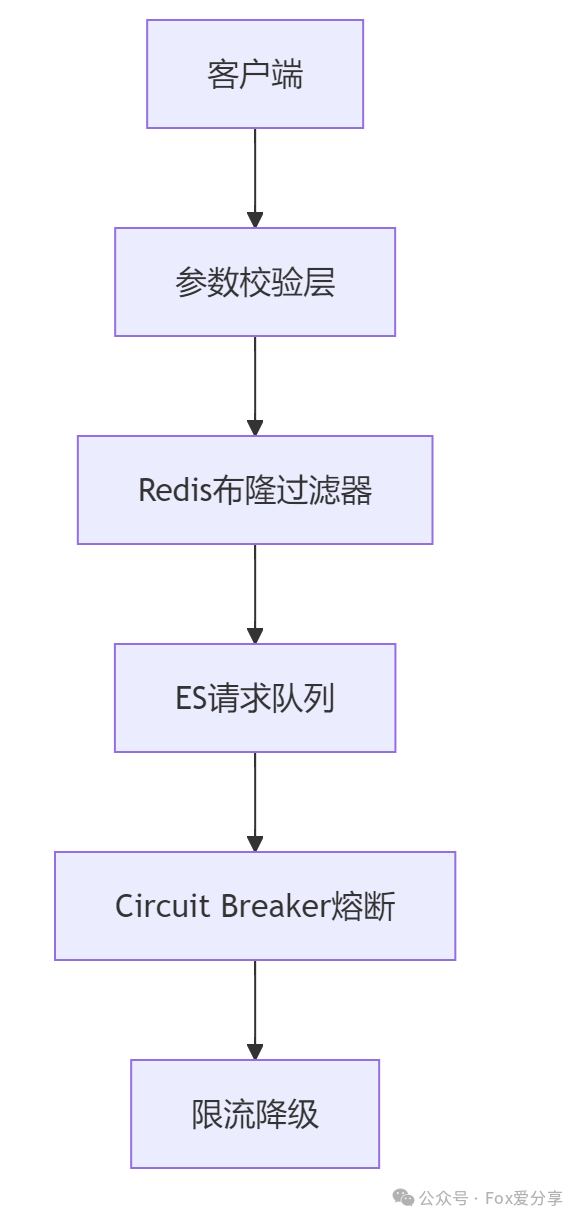 客户端
参数校验层
Redis布隆过滤器
ES请求队列
Circuit Breaker熔断
限流降级
公众号 · Fox爱分享